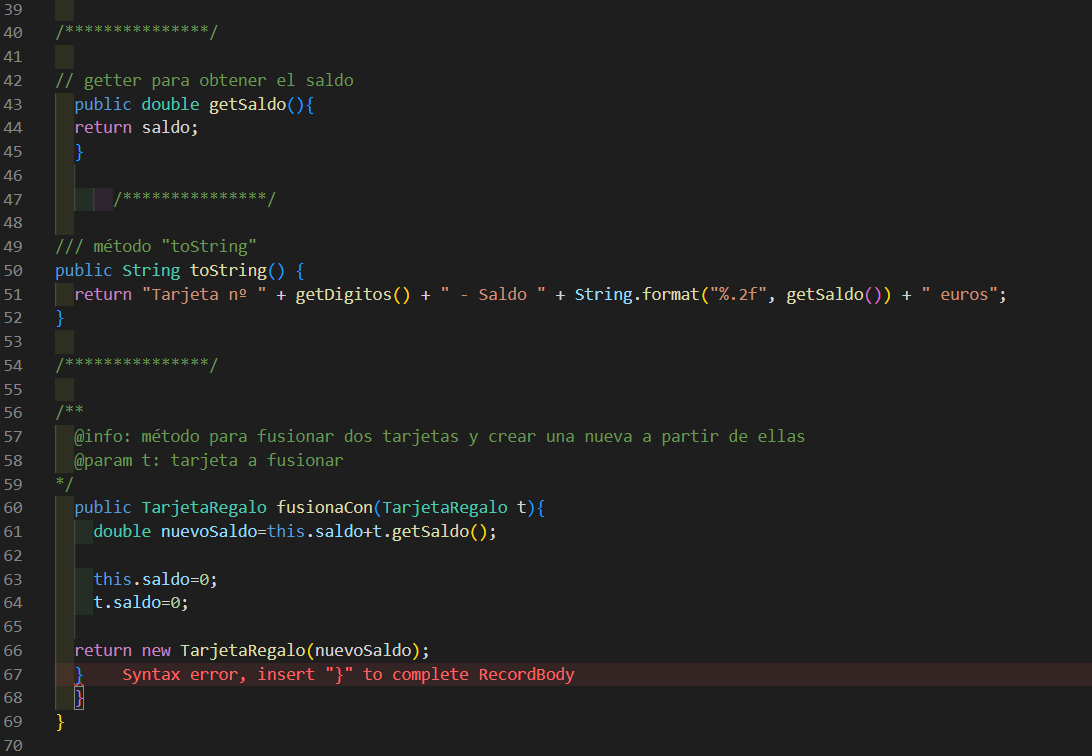 39
40 /***************/
41
42 // getter para obtener el saldo
43 public double getSaldo(){
44 return saldo;
45 }
46
47 /***************/
48
49 /// método "toString"
50 public String toString() {
51 return "Tarjeta nº " + getDigitos() + " - Saldo " + String.format("%.2f", getSaldo()) + " euros";
52 }
53
54 /***************/
55
56 /**
57 @info: método para fusionar dos tarjetas y crear una nueva a partir de ellas
58 @param t: tarjeta a fusionar
59 */
60 public TarjetaRegalo fusionaCon(TarjetaRegalo t){
61 double nuevoSaldo=this.saldo+t.getSaldo();
62
63 this.saldo=0;
64 t.saldo=0;
65
66 return new TarjetaRegalo(nuevoSaldo);
67 } Syntax error, insert "}" to complete RecordBody
68 }
69 }
70